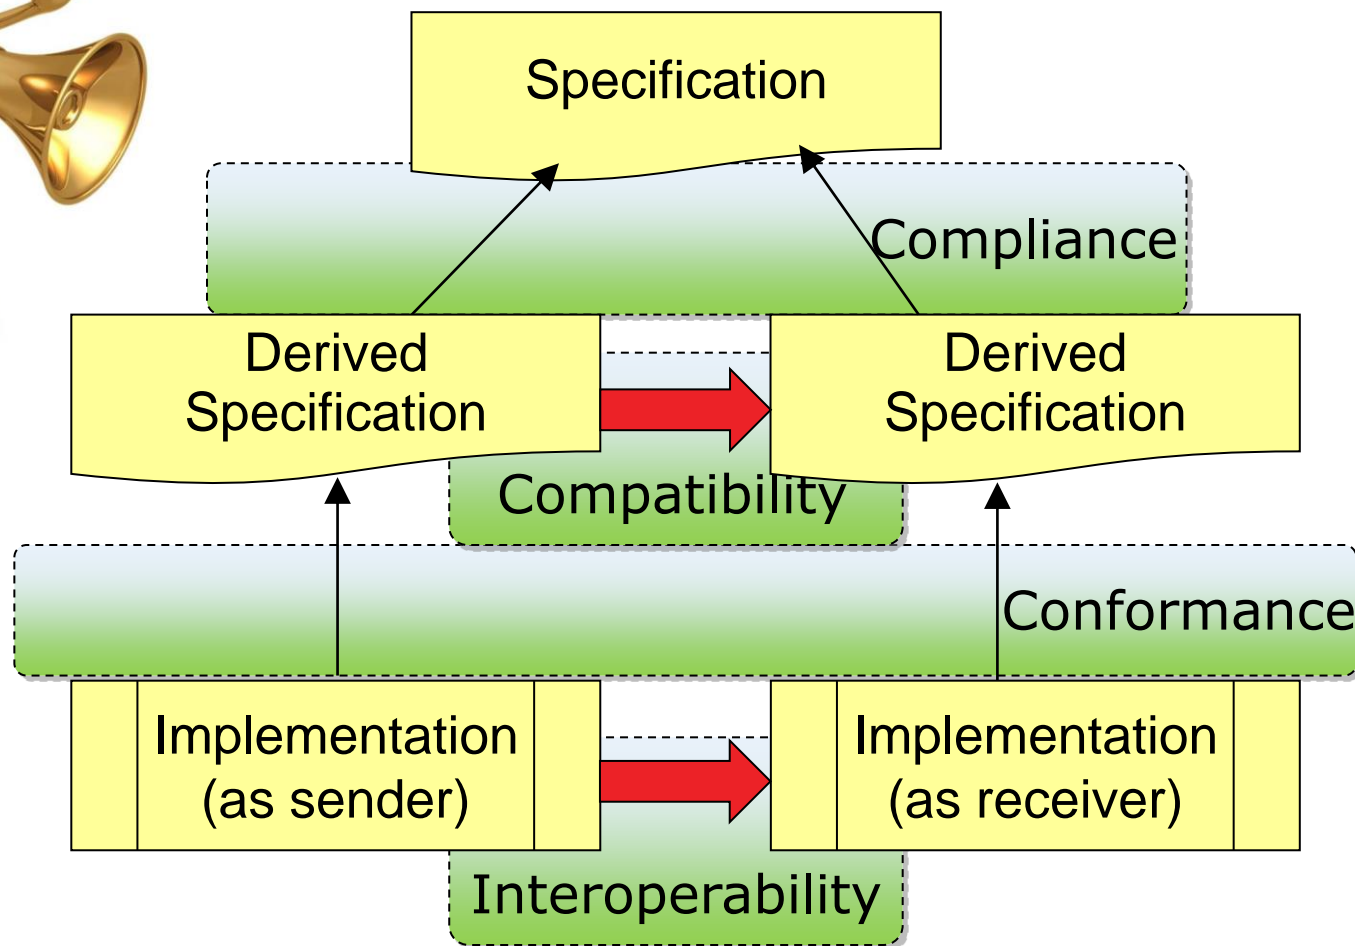 Specification
Compliance
Derived
Specification
Derived
Specification
Compatibility
Conformance
Implementation
(as sender)
Implementation
(as receiver)
Interoperability